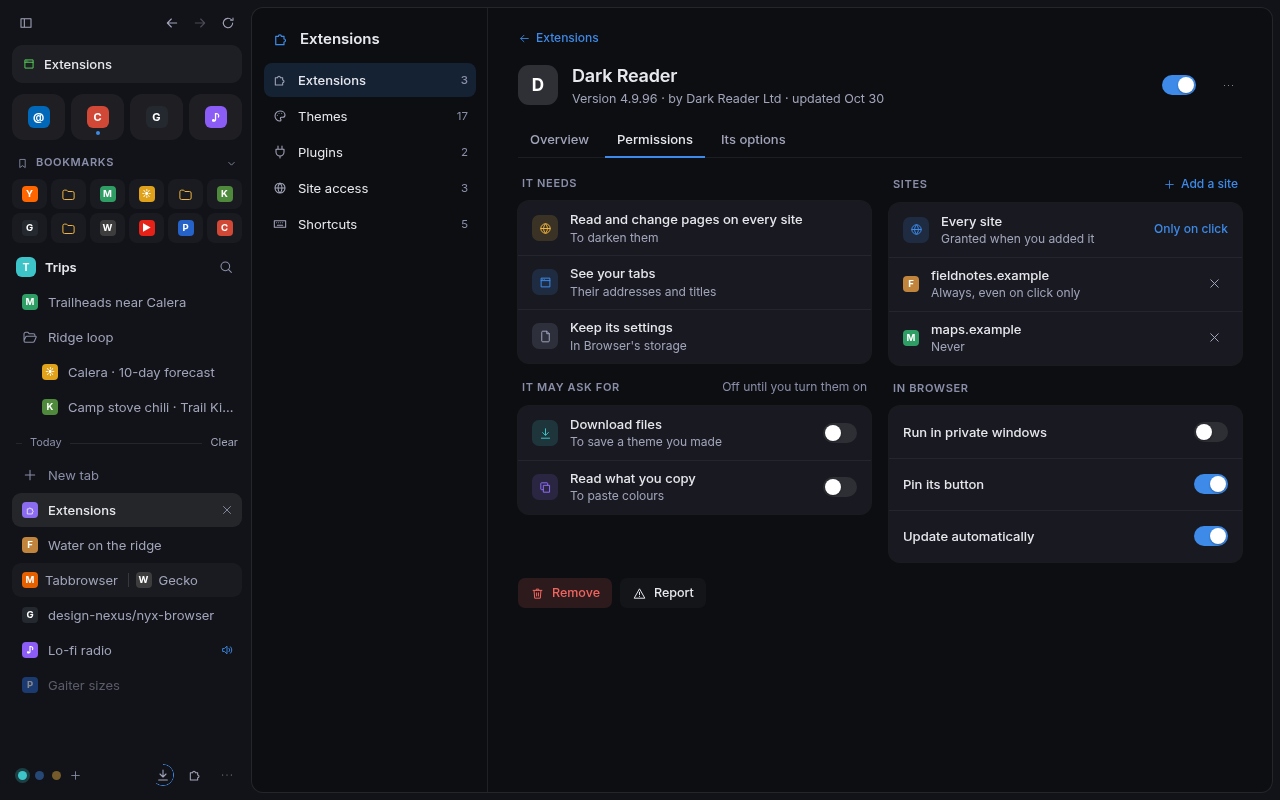 Extensions
@
C
G
BOOKMARKS
Y
M
K
G
W
P
C
T
Trips
M
Trailheads near Calera
Ridge loop
Calera · 10-day forecast
K
Camp stove chili · Trail Ki...
Today
Clear
New tab
Extensions
F
Water on the ridge
M
Tabbrowser
W
Gecko
G
design-nexus/nyx-browser
Lo-fi radio
P
Gaiter sizes
Extensions
Extensions
3
Themes
17
Plugins
2
Site access
3
Shortcuts
5
← Extensions
D
Dark Reader
Version 4.9.96 · by Dark Reader Ltd · updated Oct 30
Overview
Permissions
Its options
IT NEEDS
Read and change pages on every site
To darken them
See your tabs
Their addresses and titles
Keep its settings
In Browser's storage
IT MAY ASK FOR
Off until you turn them on
Download files
To save a theme you made
Read what you copy
To paste colours
SITES
+ Add a site
Every site
Granted when you added it
Only on click
F
fieldnotes.example
Always, even on click only
M
maps.example
Never
IN BROWSER
Run in private windows
Pin its button
Update automatically
Remove
Report